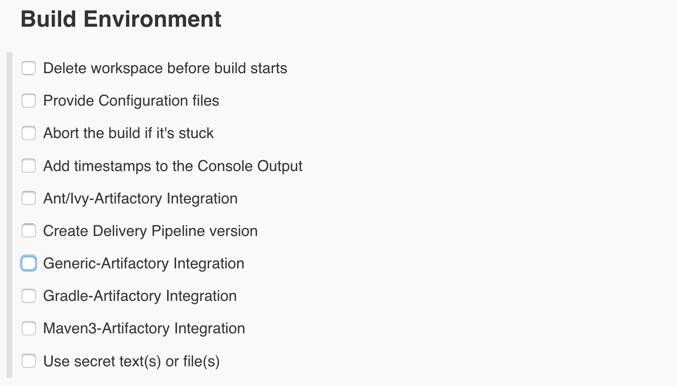 Build Environment
Delete workspace before build starts
Provide Configuration files
Abort the build if it's stuck
Add timestamps to the Console Output
Ant/Ivy-Artifactory Integration
Create Delivery Pipeline version
Generic-Artifactory Integration
Gradle-Artifactory Integration
Maven3-Artifactory Integration
Use secret text(s) or file(s)